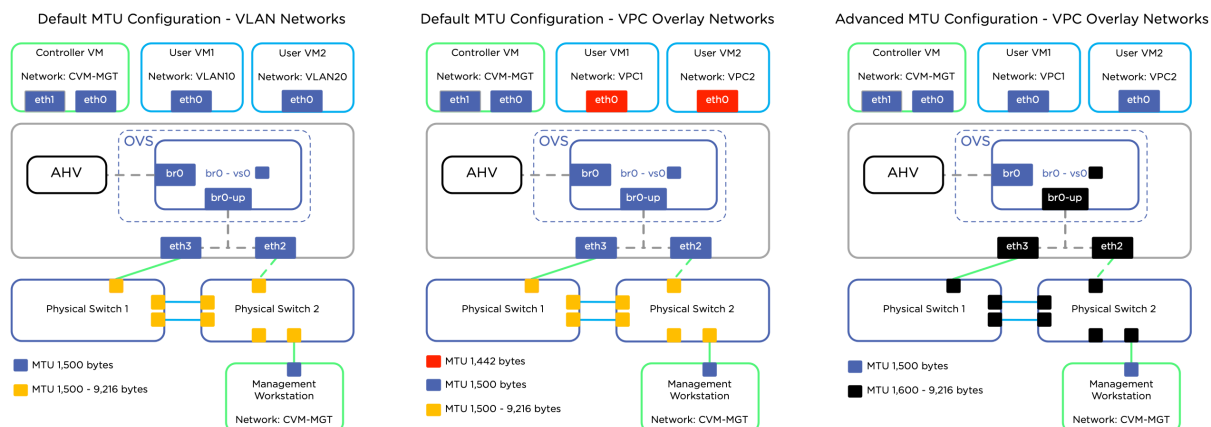 Default MTU Configuration - VLAN Networks
Controller VM
Network: CVM-MGT
eth1
eth0
User VM1
Network: VLAN10
eth0
User VM2
Network: VLAN20
eth0
OVS
AHV
br0
br0 - vs0
br0-up
eth3
eth2
Physical Switch 1
Physical Switch 2
MTU 1,500 bytes
MTU 1,500 - 9,216 bytes
Management
Workstation
Network: CVM-MGT
Default MTU Configuration - VPC Overlay Networks
Controller VM
Network: CVM-MGT
eth1
eth0
User VM1
Network: VPC1
eth0
User VM2
Network: VPC2
eth0
OVS
AHV
br0
br0 - vs0
br0-up
eth3
eth2
Physical Switch 1
Physical Switch 2
MTU 1,442 bytes
MTU 1,500 bytes
MTU 1,500 - 9,216 bytes
Management
Workstation
Network: CVM-MGT
Advanced MTU Configuration - VPC Overlay Networks
Controller VM
Network: CVM-MGT
eth1
eth0
User VM1
Network: VPC1
eth0
User VM2
Network: VPC2
eth0
OVS
AHV
br0
br0 - vs0
br0-up
eth3
eth2
Physical Switch 1
Physical Switch 2
MTU 1,500 bytes
MTU 1,600 - 9,216 bytes
Management
Workstation
Network: CVM-MGT